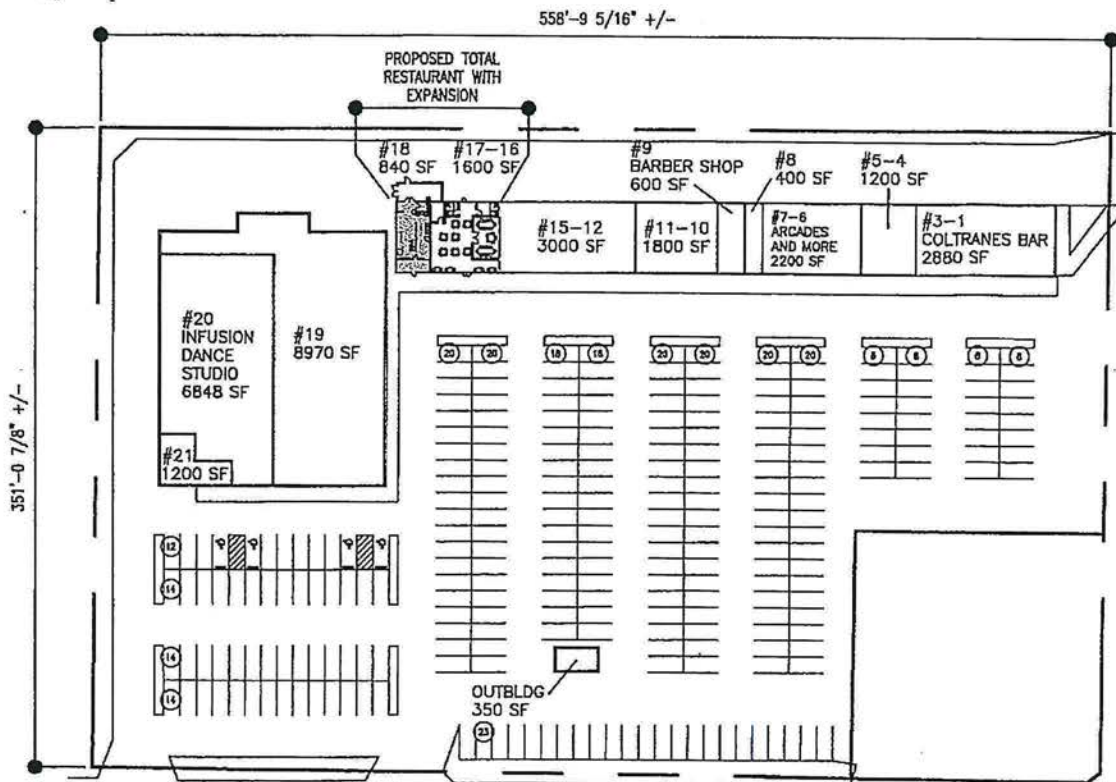 558'-9 5/16" +/-
PROPOSED TOTAL
RESTAURANT WITH
EXPANSION
#18
840 SF
#17-16
1600 SF
#9
BARBER SHOP
600 SF
#8
400 SF
#5-4
1200 SF
#15-12
3000 SF
#11-10
1800 SF
#7-6
ARCADES
AND MORE
2200 SF
#3-1
COLTRANES BAR
2880 SF
351'-0 7/8" +/-
#20
INFUSION
DANCE
STUDIO
6848 SF
#19
8970 SF
#21
1200 SF
20 20
18 18
20 20
20 20
12
14
14
14
OUTBLDG
350 SF
23